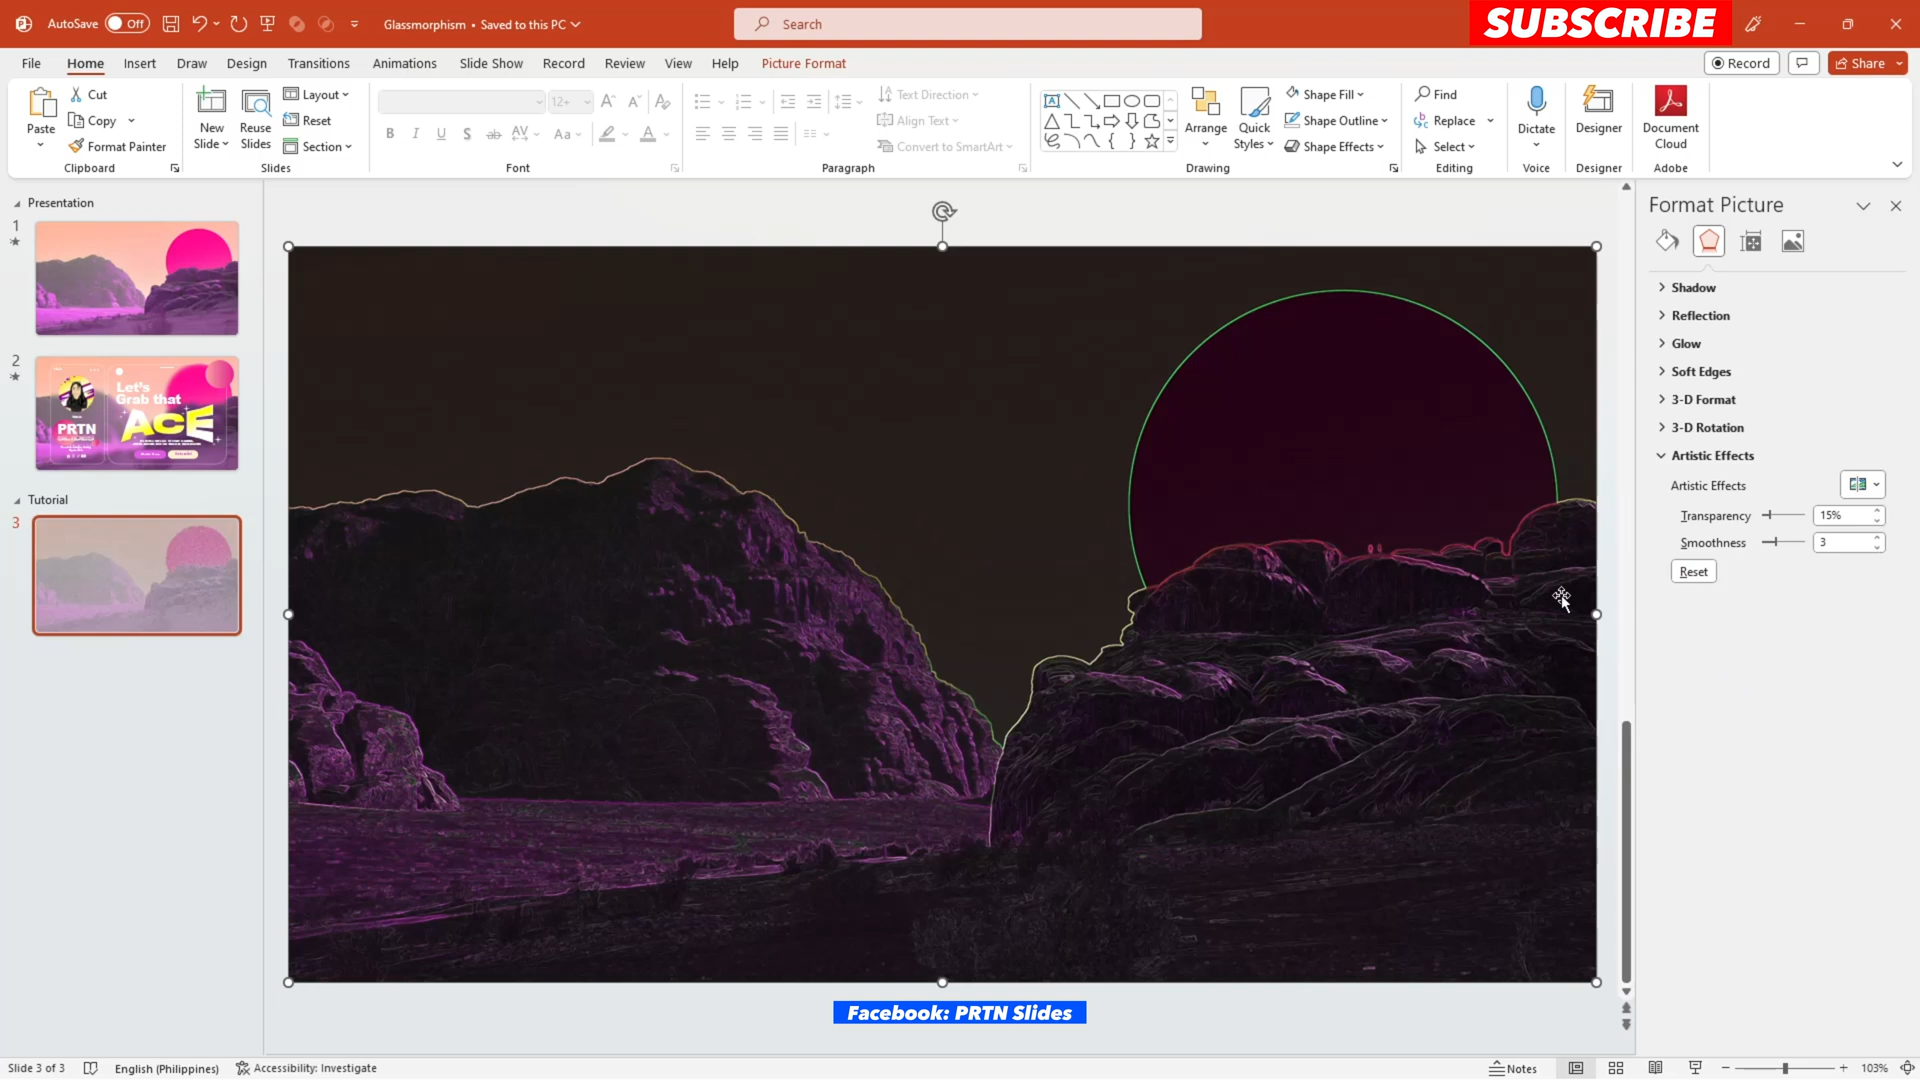 AutoSave Off
Glassmorphism • Saved to this PC
Search
SUBSCRIBE
File Home Insert Draw Design Transitions Animations Slide Show Record Review View Help Picture Format
Record
Share
Paste
Cut
Copy
Format Painter
Clipboard
New Slide
Reuse Slides
Layout
Reset
Section
Slides
12+
Font
Text Direction
Align Text
Convert to SmartArt
Paragraph
Arrange
Quick Styles
Shape Fill
Shape Outline
Shape Effects
Drawing
Find
Replace
Select
Editing
Dictate
Voice
Designer
Designer
Document Cloud
Adobe
Presentation
1
2
Let's
Grab that
ACE
PRTN
Tutorial
3
Format Picture
Shadow
Reflection
Glow
Soft Edges
3-D Format
3-D Rotation
Artistic Effects
Artistic Effects
Transparency 15%
Smoothness 3
Reset
Facebook: PRTN Slides
Slide 3 of 3
English (Philippines)
Accessibility: Investigate
Notes
103%